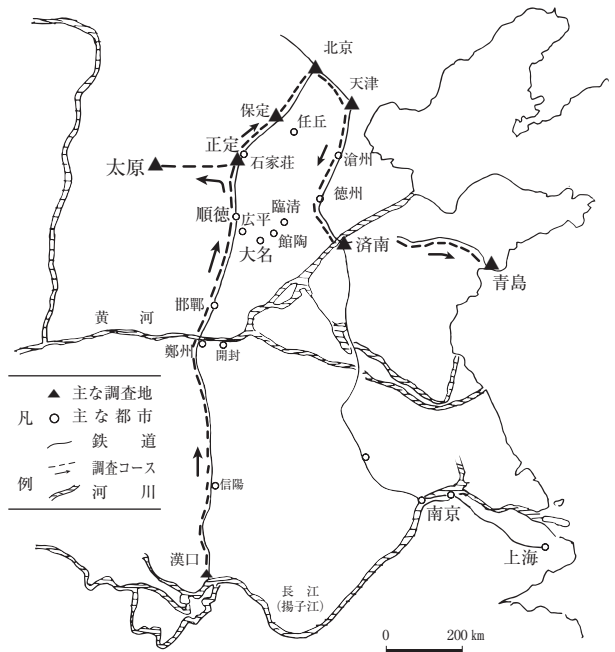 北京
天津
保定
任丘
正定
石家荘
太原
滄州
徳州
順徳
広平
臨清
館陶
大名
済南
青島
邯鄲
黄河
鄭州
開封
凡例
主な調査地
主な都市
鉄道
調査コース
河川
信陽
南京
上海
漢口
長江
(揚子江)
0 200 km